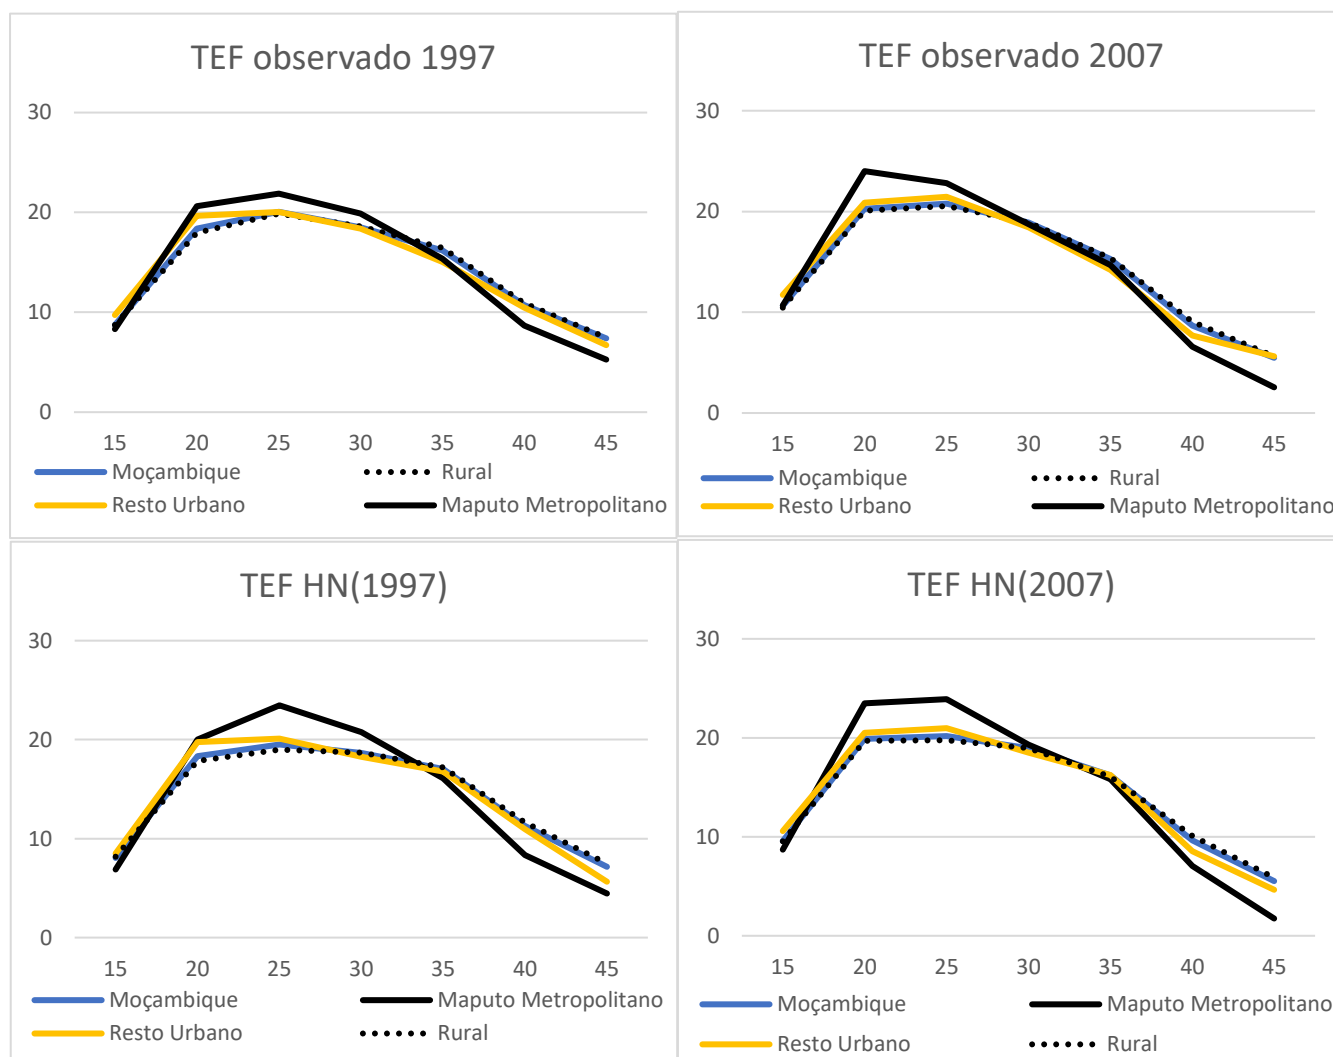 TEF observado 1997
30
20
10
0
15 20 25 30 35 40 45
Moçambique Rural
Resto Urbano Maputo Metropolitano
TEF observado 2007
30
20
10
0
15 20 25 30 35 40 45
Moçambique Rural
Resto Urbano Maputo Metropolitano
TEF HN(1997)
30
20
10
0
15 20 25 30 35 40 45
Moçambique Maputo Metropolitano
Resto Urbano Rural
TEF HN(2007)
30
20
10
0
15 20 25 30 35 40 45
Moçambique Maputo Metropolitano
Resto Urbano Rural